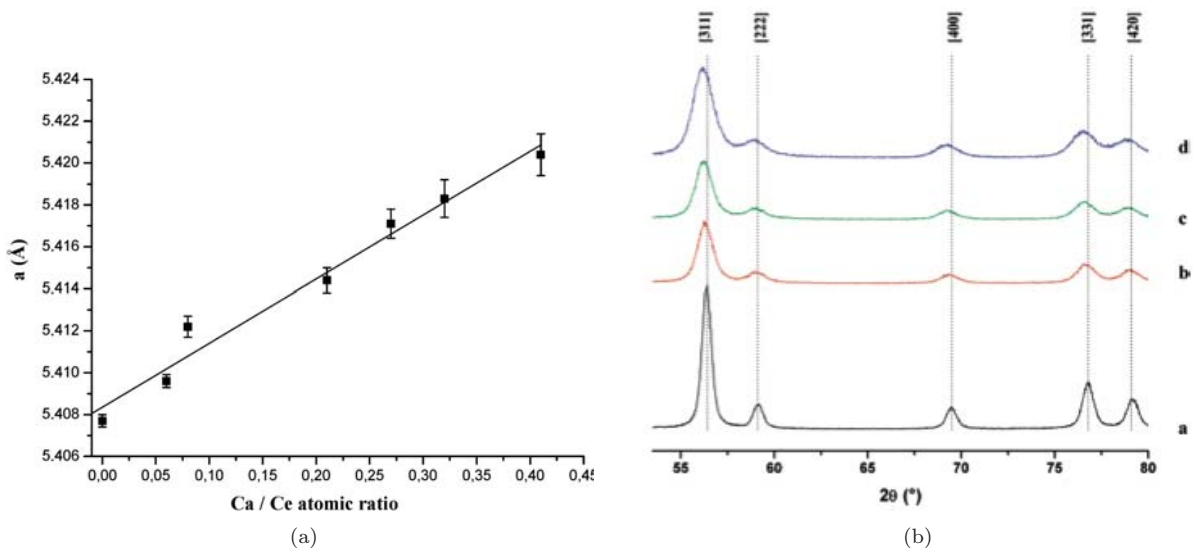 5.424
5.422
5.420
5.418
5.416
5.414
5.412
5.410
5.408
5.406
a (Å)
0,00 0,05 0,10 0,15 0,20 0,25 0,30 0,35 0,40 0,45
Ca / Ce atomic ratio
(a)
[311] [222] [400] [331] [420]
d
c
b
a
55 60 65 70 75 80
2θ (°)
(b)